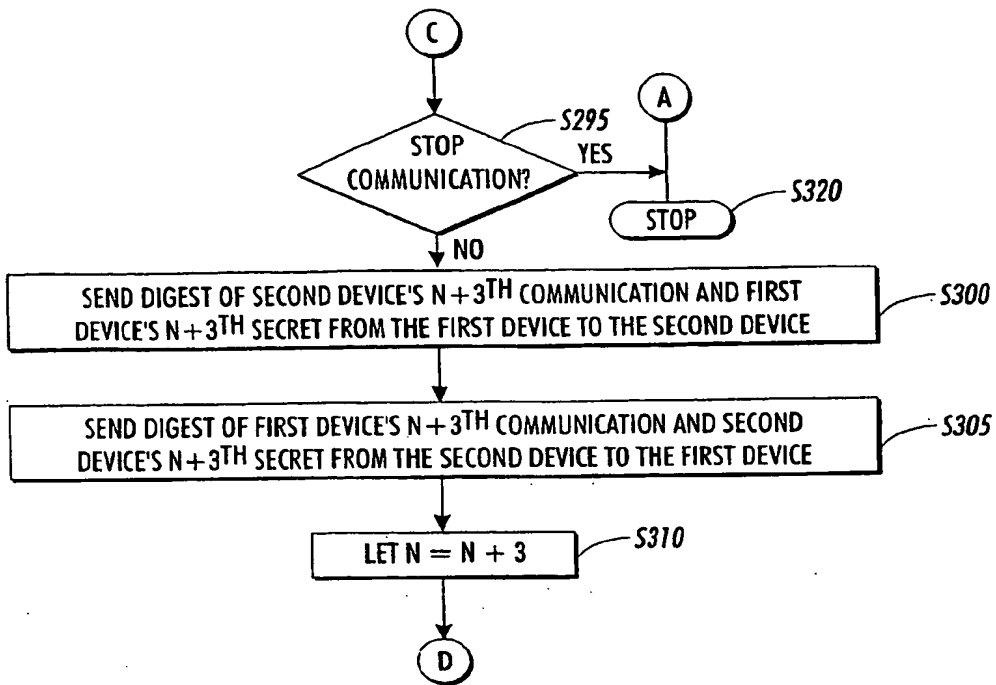 C
A
S295
STOP
COMMUNICATION?
YES
S320
STOP
NO
SEND DIGEST OF SECOND DEVICE'S N+3TH COMMUNICATION AND FIRST
DEVICE'S N+3TH SECRET FROM THE FIRST DEVICE TO THE SECOND DEVICE
S300
SEND DIGEST OF FIRST DEVICE'S N+3TH COMMUNICATION AND SECOND
DEVICE'S N+3TH SECRET FROM THE SECOND DEVICE TO THE FIRST DEVICE
S305
LET N = N + 3
S310
D